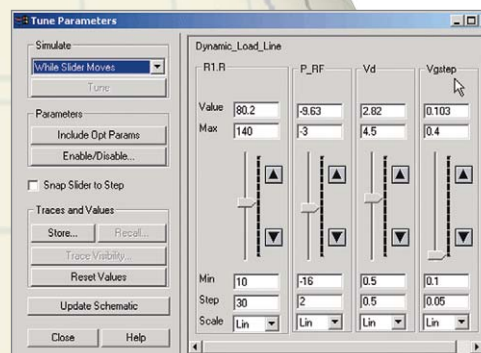 Tune Parameters
Simulate
While Slider Moves
Tune
Parameters
Include Opt Params
Enable/Disable...
Snap Slider to Step
Traces and Values
Store... Recall...
Trace Visibility...
Reset Values
Update Schematic
Close Help
Dynamic_Load_Line
R1.R P_RF Vd Vgstep
Value 80.2 -9.63 2.82 0.103
Max 140 -3 4.5 0.4
Min 10 -16 0.5 0.1
Step 30 2 0.5 0.05
Scale Lin Lin Lin Lin